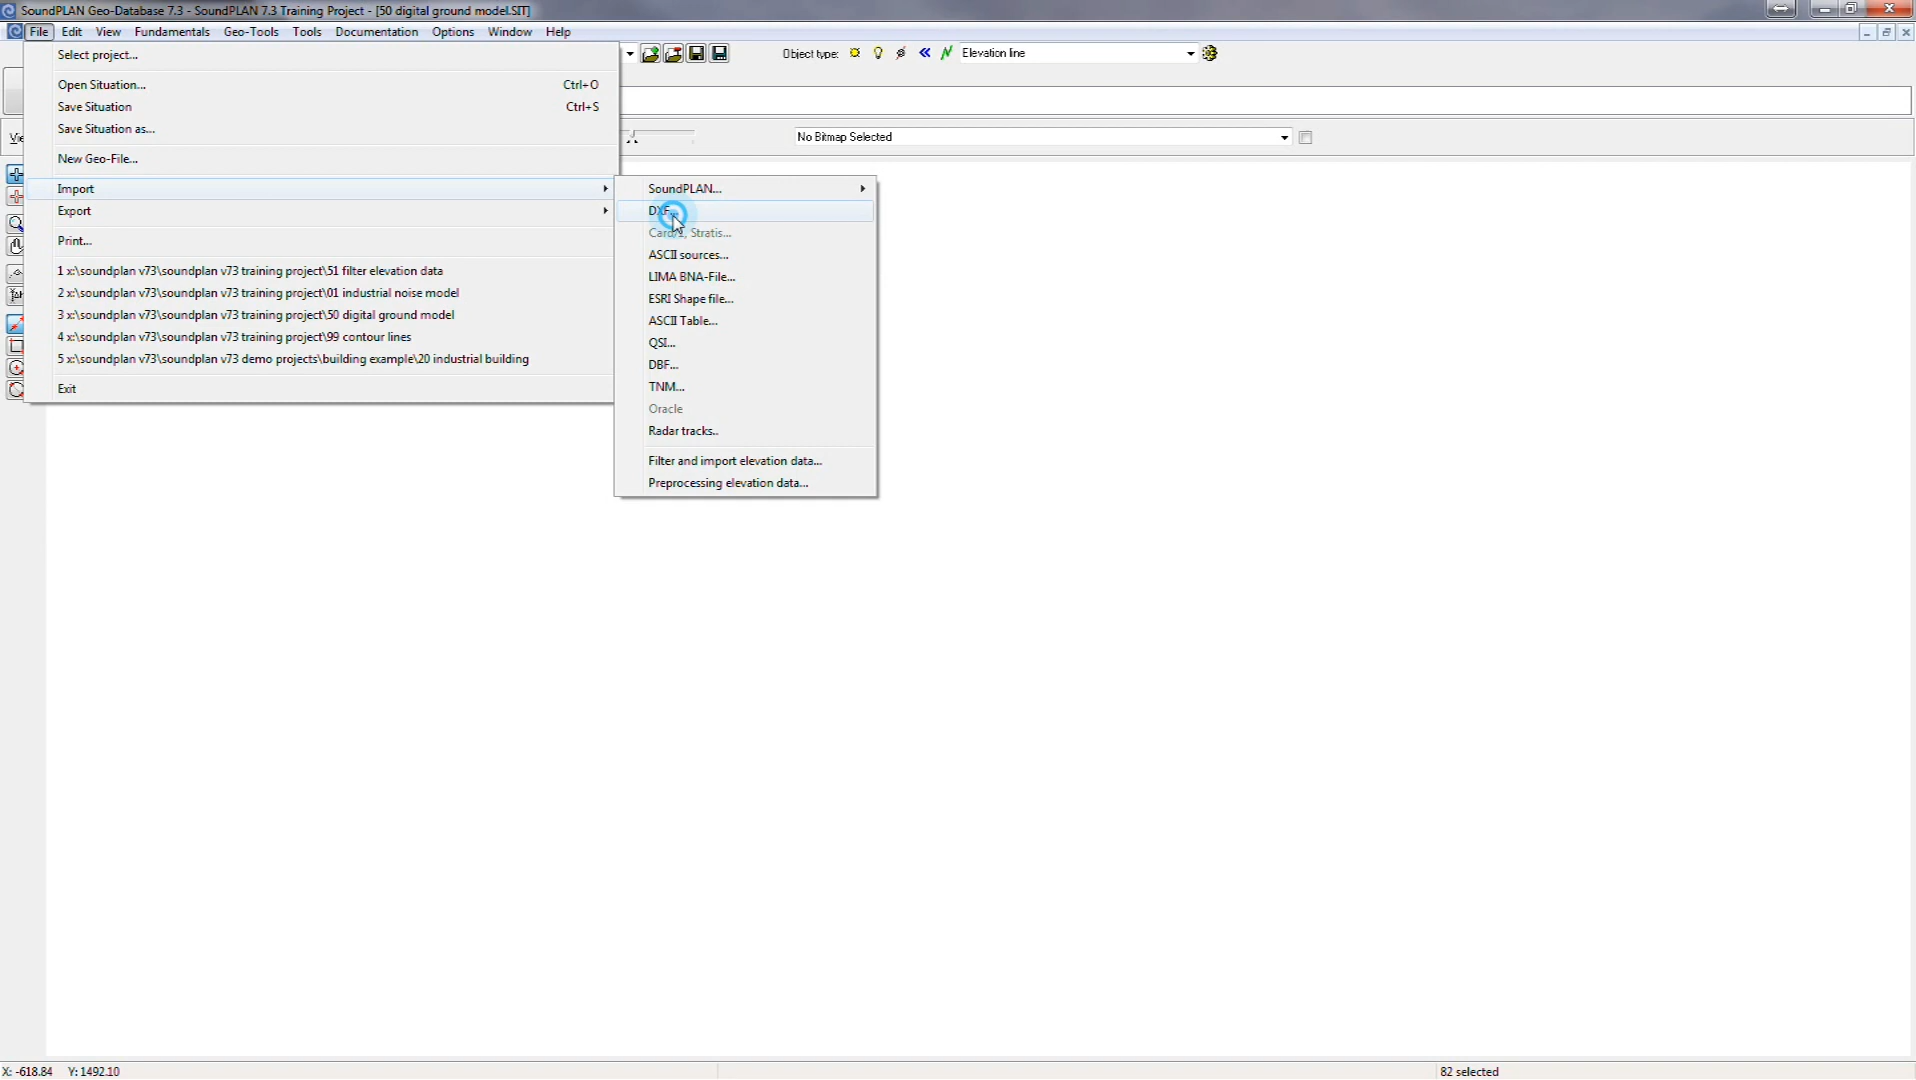 SoundPLAN Geo-Database 7.3 - SoundPLAN 7.3 Training Project - [50 digital ground model.SIT]
File Edit View Fundamentals Geo-Tools Tools Documentation Options Window Help
Select project...
Object type: Elevation line
Open Situation... Ctrl+O
Save Situation Ctrl+S
Save Situation as...
No Bitmap Selected
New Geo-File...
Import
SoundPLAN...
Export
DXF...
Card/1, Stratis...
Print...
ASCII sources...
1 x:\soundplan v73\soundplan v73 training project\51 filter elevation data
LIMA BNA-File...
2 x:\soundplan v73\soundplan v73 training project\01 industrial noise model
ESRI Shape file...
3 x:\soundplan v73\soundplan v73 training project\50 digital ground model
ASCII Table...
4 x:\soundplan v73\soundplan v73 training project\99 contour lines
QSI...
5 x:\soundplan v73\soundplan v73 demo projects\building example\20 industrial building
DBF...
Exit
TNM...
Oracle
Radar tracks..
Filter and import elevation data...
Preprocessing elevation data...
X: -618.84 Y: 1492.10
82 selected